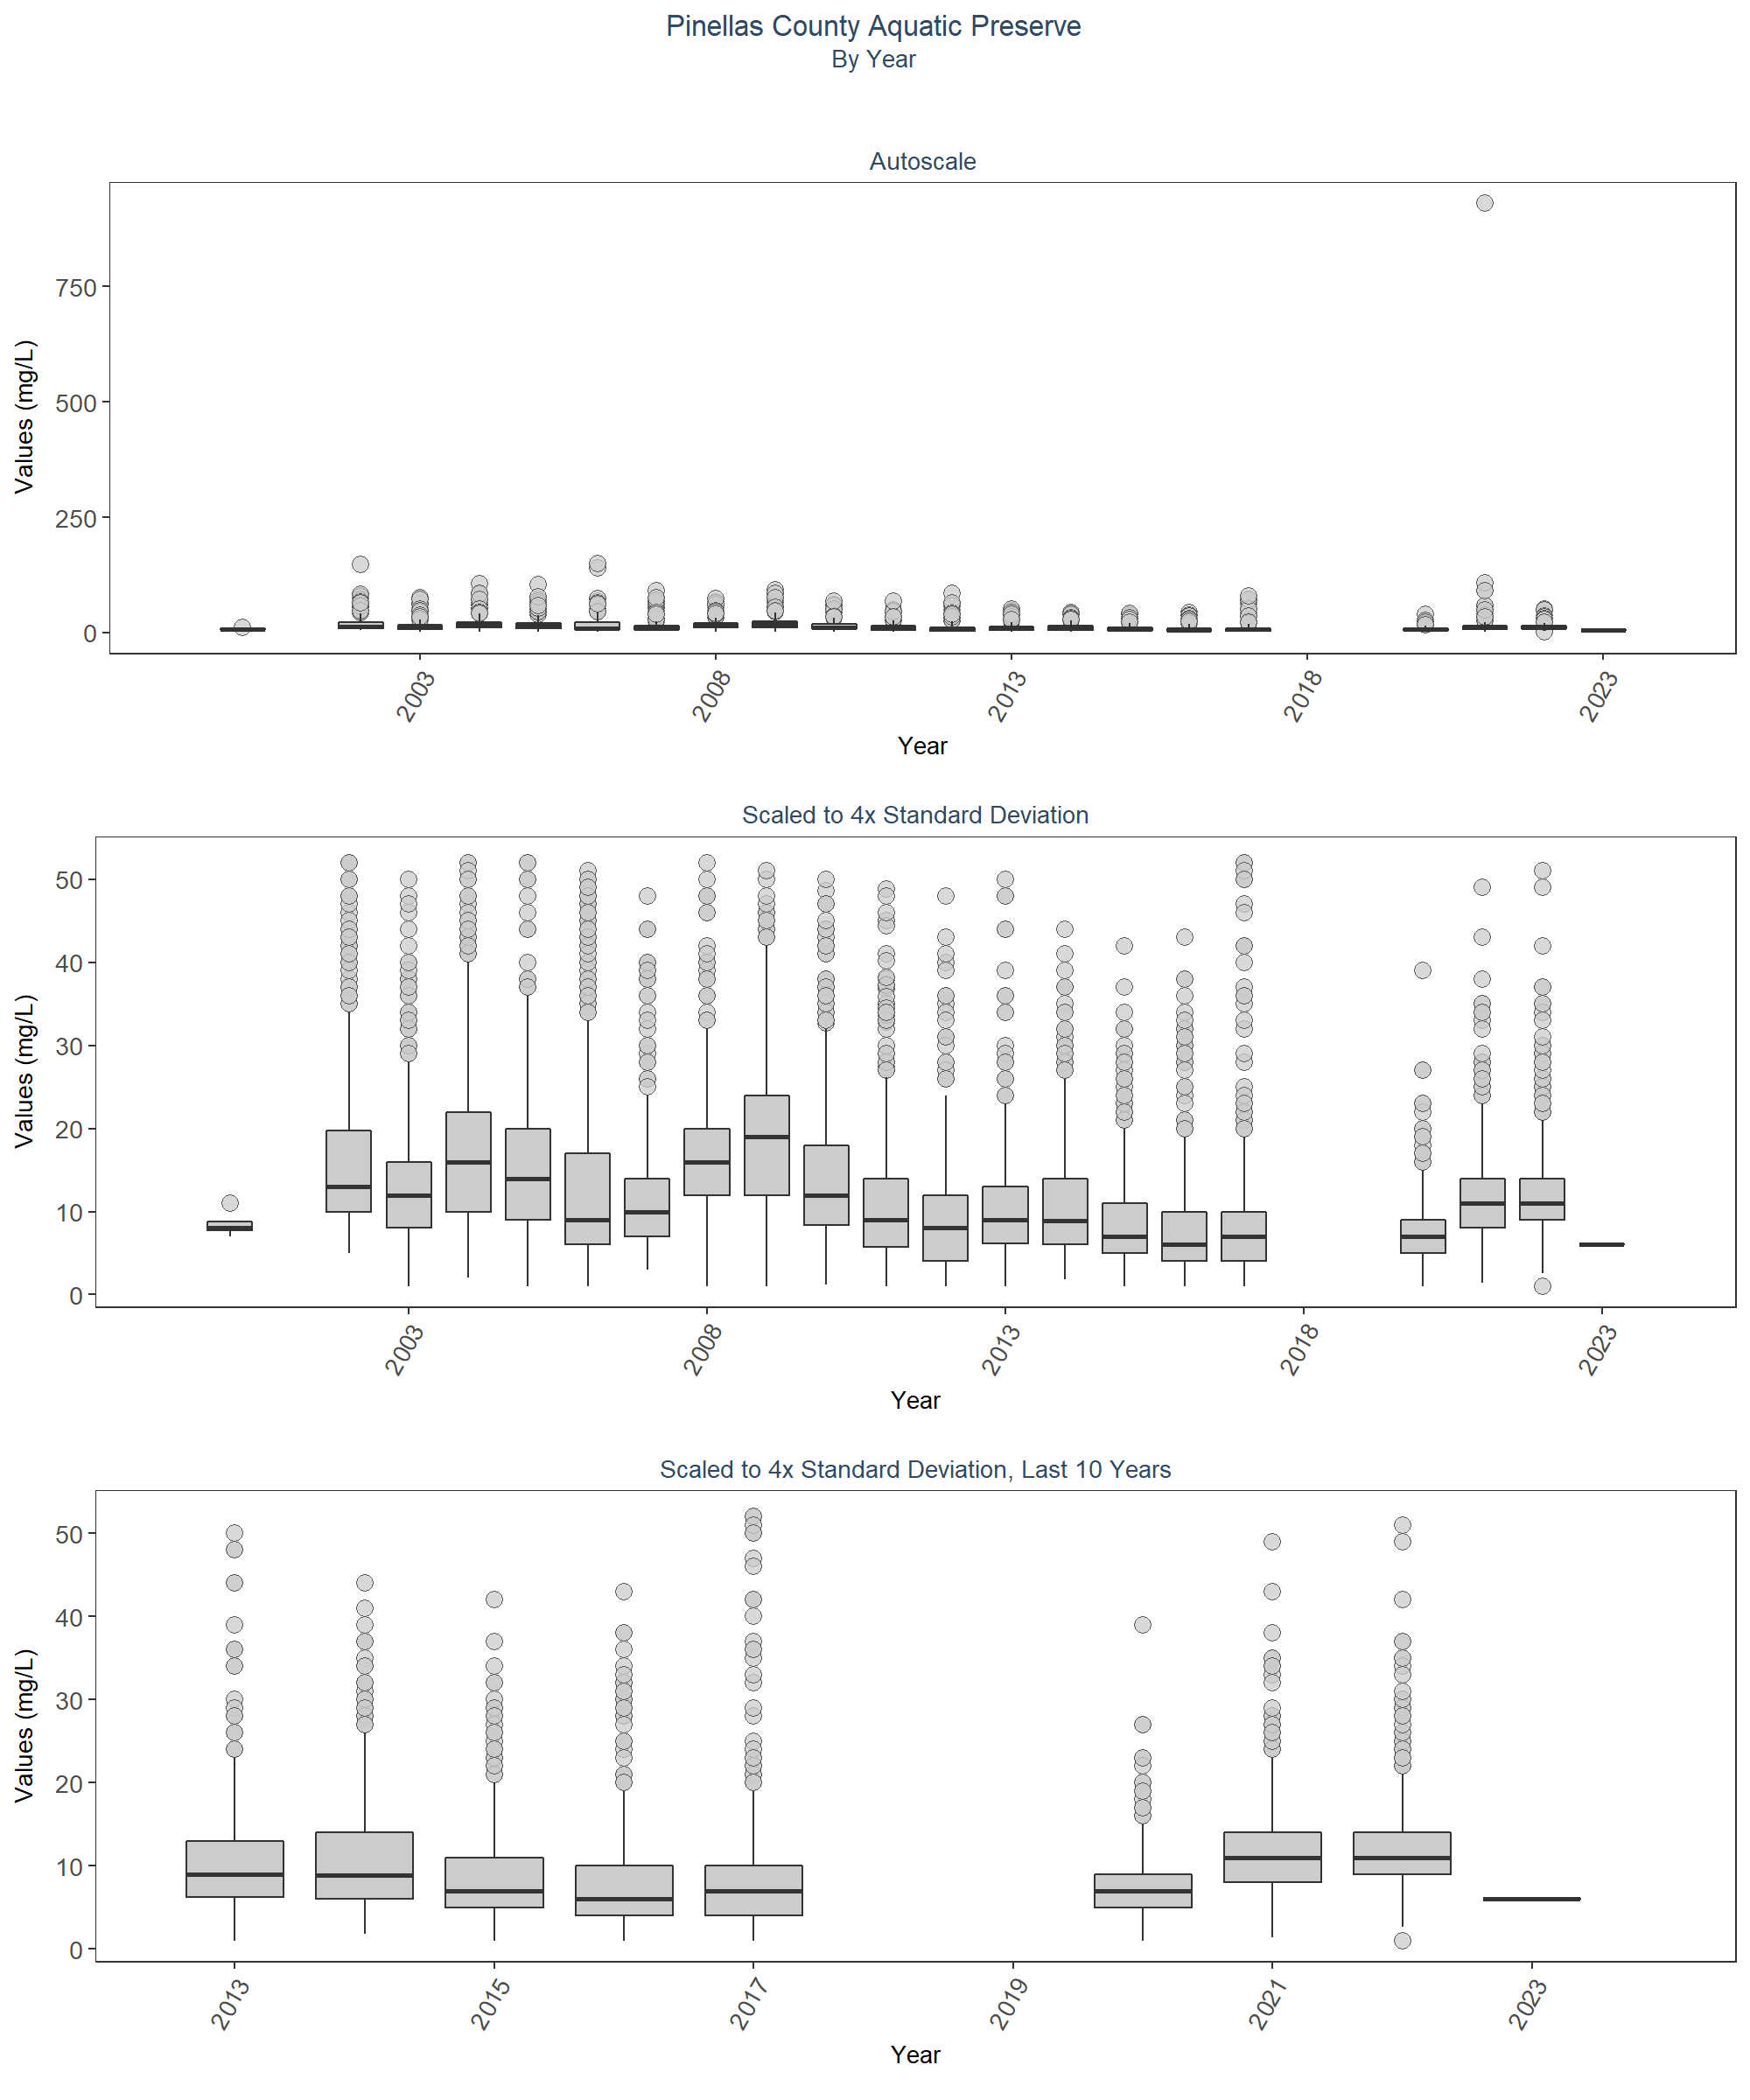 Pinellas County Aquatic Preserve
By Year
Autoscale
Values (mg/L)
750
500
250
0
2003
2008
2013
2018
2023
Year
Scaled to 4x Standard Deviation
Values (mg/L)
50
40
30
20
10
0
2003
2008
2013
2018
2023
Year
Scaled to 4x Standard Deviation, Last 10 Years
Values (mg/L)
50
40
30
20
10
0
2013
2015
2017
2019
2021
2023
Year